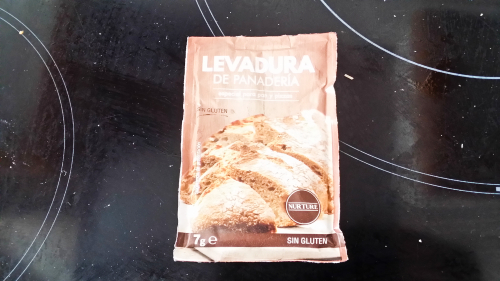 LEVADURA
DE PANADERÍA
SIN GLUTEN
NURTURE
7g e
SIN GLUTEN